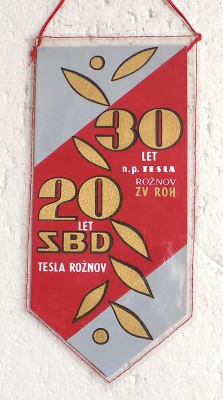 30
LET
n.p. TESLA
ROŽNOV
ZV ROH
20
LET
SBD
TESLA ROŽNOV